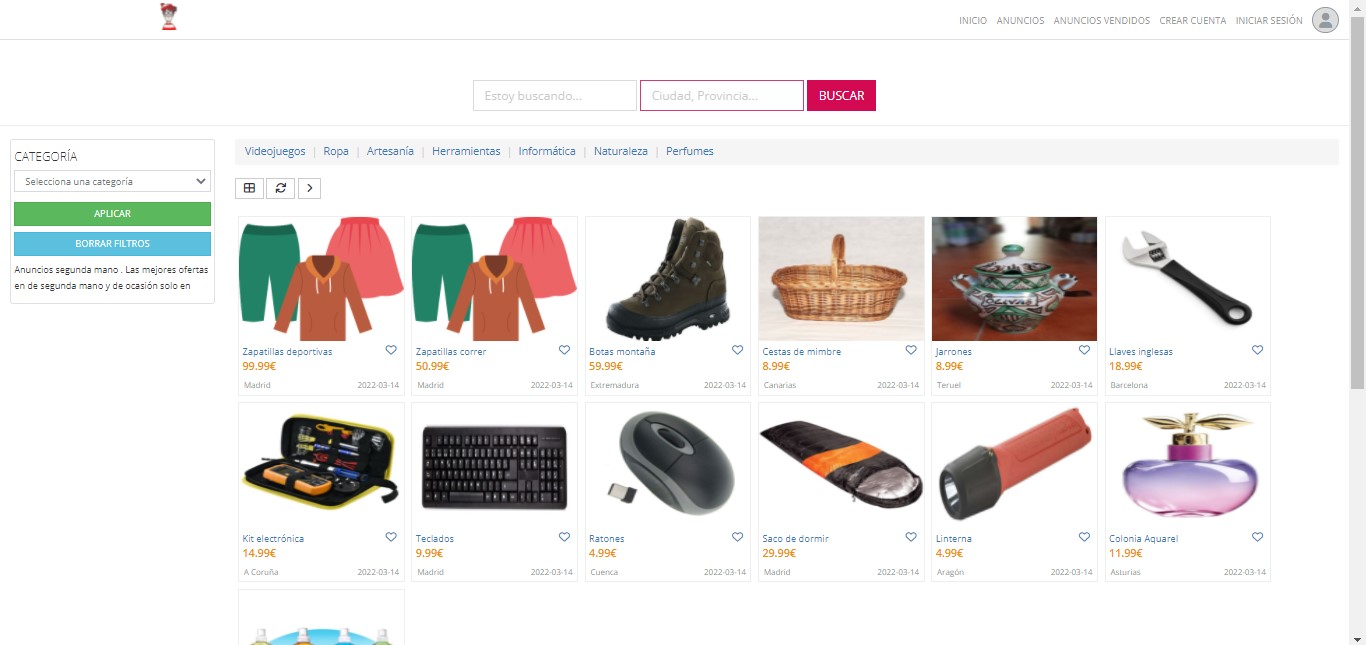 INICIO ANUNCIOS ANUNCIOS VENDIDOS CREAR CUENTA INICIAR SESIÓN
Estoy buscando... Ciudad, Provincia... BUSCAR
CATEGORÍA
Selecciona una categoría
APLICAR
BORRAR FILTROS
Anuncios segunda mano . Las mejores ofertas
en de segunda mano y de ocasión solo en
Videojuegos | Ropa | Artesanía | Herramientas | Informática | Naturaleza | Perfumes
Zapatillas deportivas
99.99€
Madrid 2022-03-14
Zapatillas correr
50.99€
Madrid 2022-03-14
Botas montaña
59.99€
Extremadura 2022-03-14
Cestas de mimbre
8.99€
Canarias 2022-03-14
Jarrones
8.99€
Teruel 2022-03-14
Llaves inglesas
18.99€
Barcelona 2022-03-14
Kit electrónica
14.99€
A Coruña 2022-03-14
Teclados
9.99€
Madrid 2022-03-14
Ratones
4.99€
Cuenca 2022-03-14
Saco de dormir
29.99€
Madrid 2022-03-14
Linterna
4.99€
Aragón 2022-03-14
Colonia Aquarel
11.99€
Asturias 2022-03-14